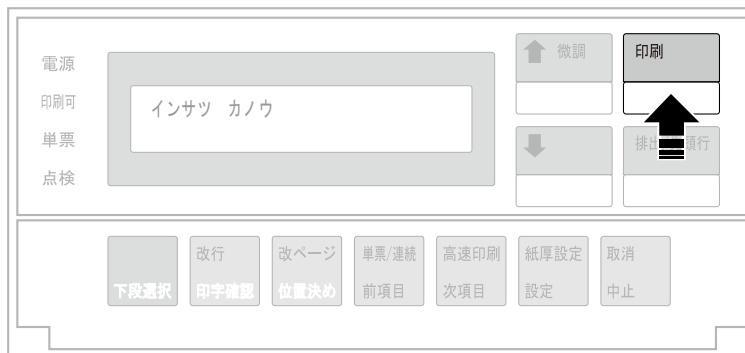 電源
印刷可
単票
点検
インサツ カノウ
微調
印刷
排出 頭行
下段選択
改行
印字確認
改ページ
位置決め
単票/連続
前項目
高速印刷
次項目
紙厚設定
設定
取消
中止